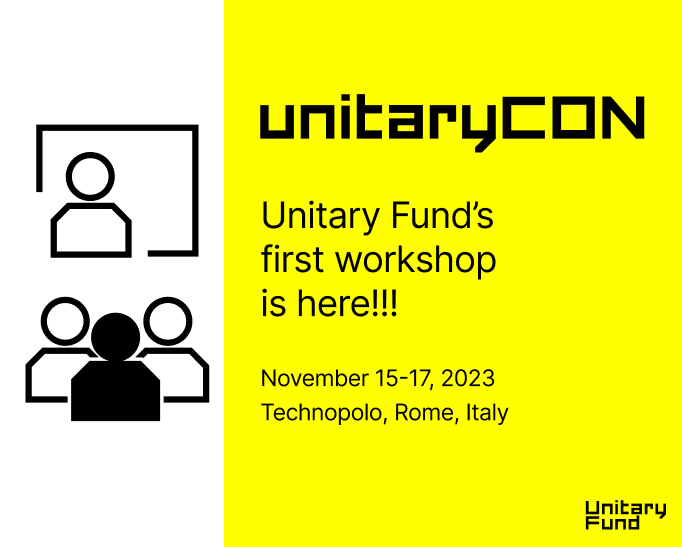 unitaryCON
Unitary Fund’s
first workshop
is here!!!
November 15-17, 2023
Technopolo, Rome, Italy
Unitary
Fund